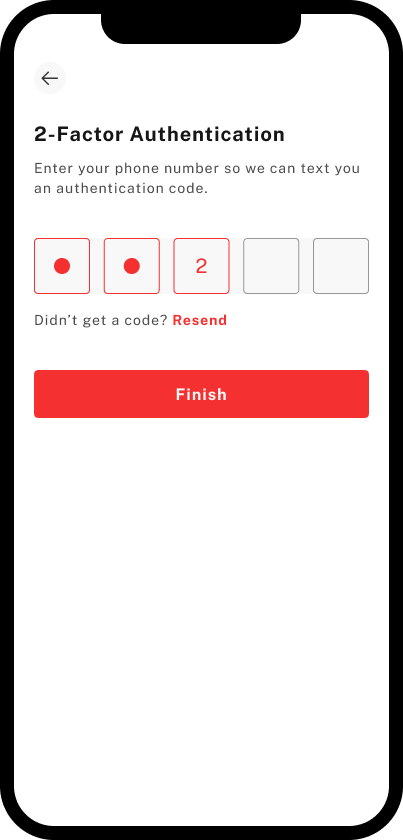 2-Factor Authentication
Enter your phone number so we can text you
an authentication code.
2
Didn't get a code? Resend
Finish